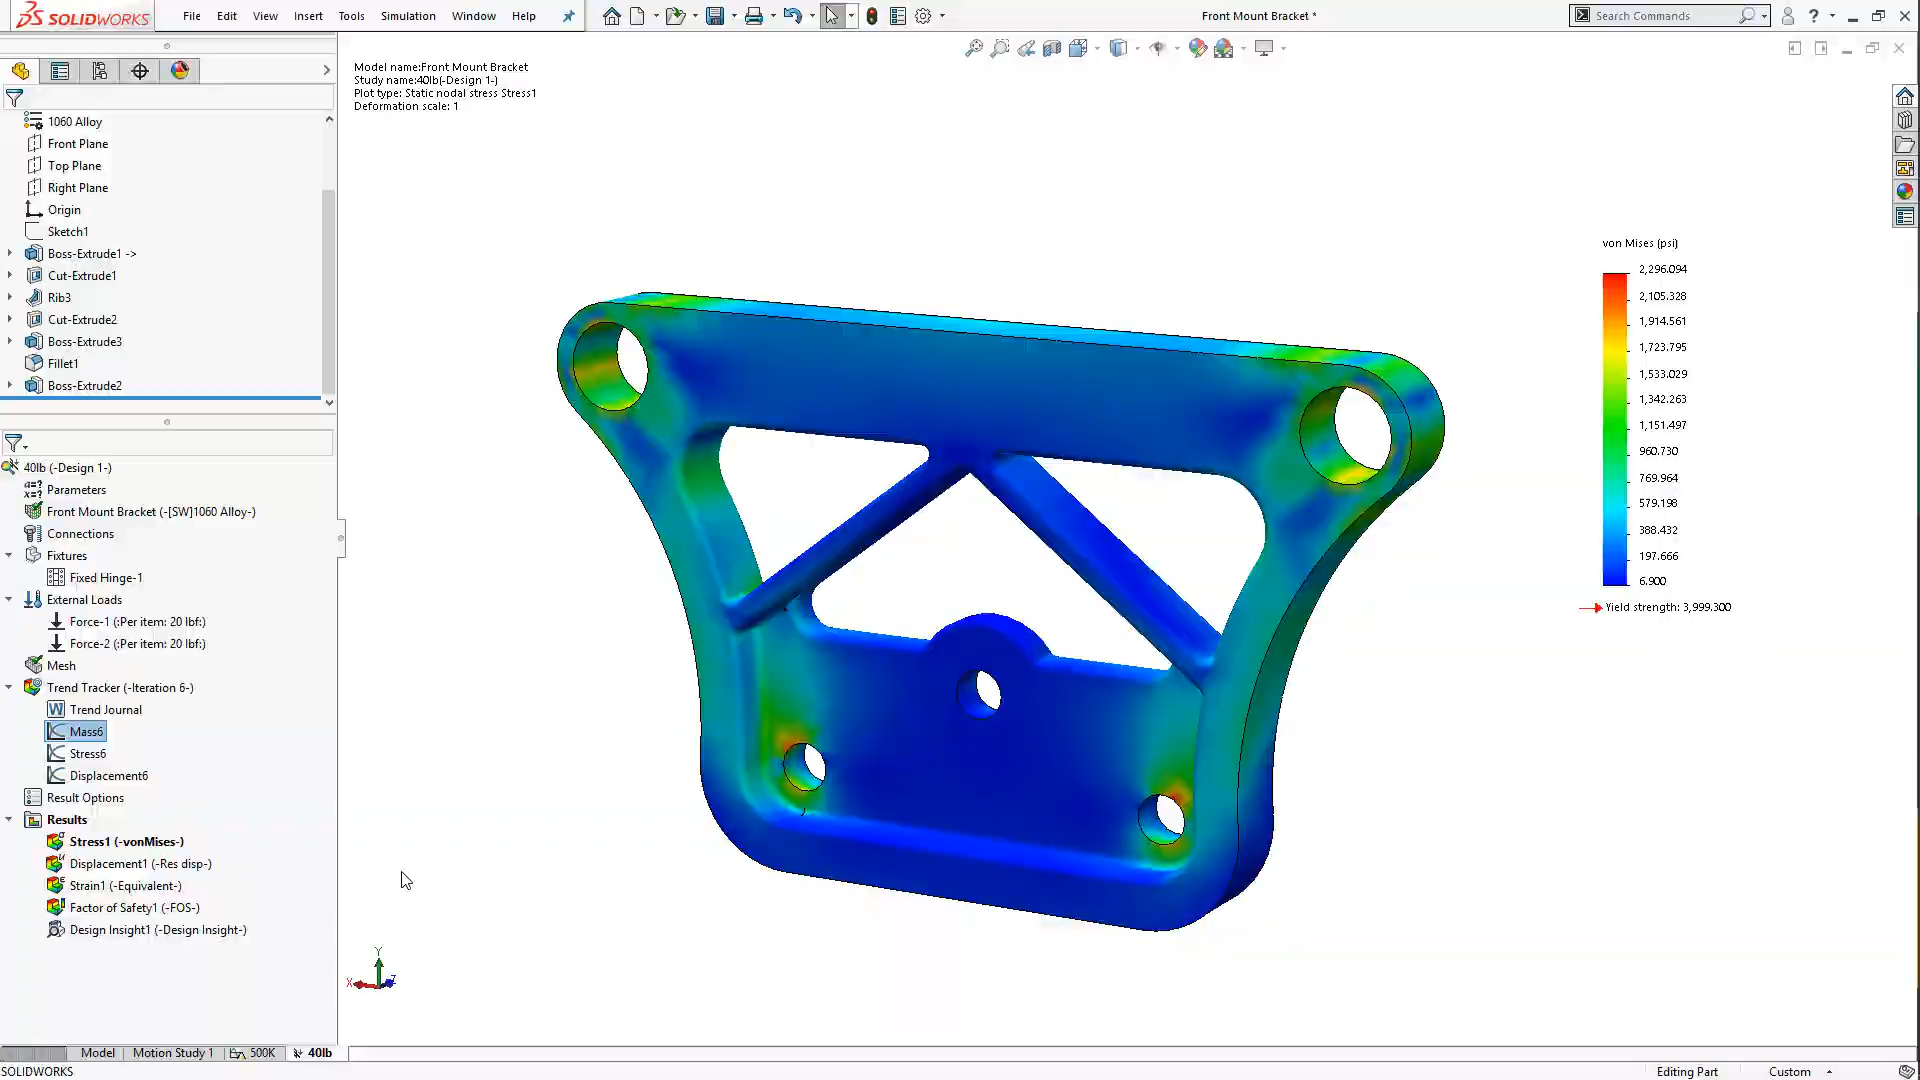 SOLIDWORKS
File Edit View Insert Tools Simulation Window Help
Front Mount Bracket *
Search Commands
?
Model name:Front Mount Bracket
Study name:40lb(-Design 1-)
Plot type: Static nodal stress Stress1
Deformation scale: 1
1060 Alloy
Front Plane
Top Plane
Right Plane
Origin
Sketch1
Boss-Extrude1 ->
Cut-Extrude1
Rib3
Cut-Extrude2
Boss-Extrude3
Fillet1
Boss-Extrude2
40lb (-Design 1-)
Parameters
Front Mount Bracket (-[SW]1060 Alloy-)
Connections
Fixtures
Fixed Hinge-1
External Loads
Force-1 (:Per item: 20 lbf:)
Force-2 (:Per item: 20 lbf:)
Mesh
Trend Tracker (-Iteration 6-)
Trend Journal
Mass6
Stress6
Displacement6
Result Options
Results
Stress1 (-vonMises-)
Displacement1 (-Res disp-)
Strain1 (-Equivalent-)
Factor of Safety1 (-FOS-)
Design Insight1 (-Design Insight-)
von Mises (psi)
2,296.094
2,105.328
1,914.561
1,723.795
1,533.029
1,342.263
1,151.497
960.730
769.964
579.198
388.432
197.666
6.900
Yield strength: 3,999.300
Y
X
Z
Model Motion Study 1 500K 40lb
SOLIDWORKS
Editing Part
Custom